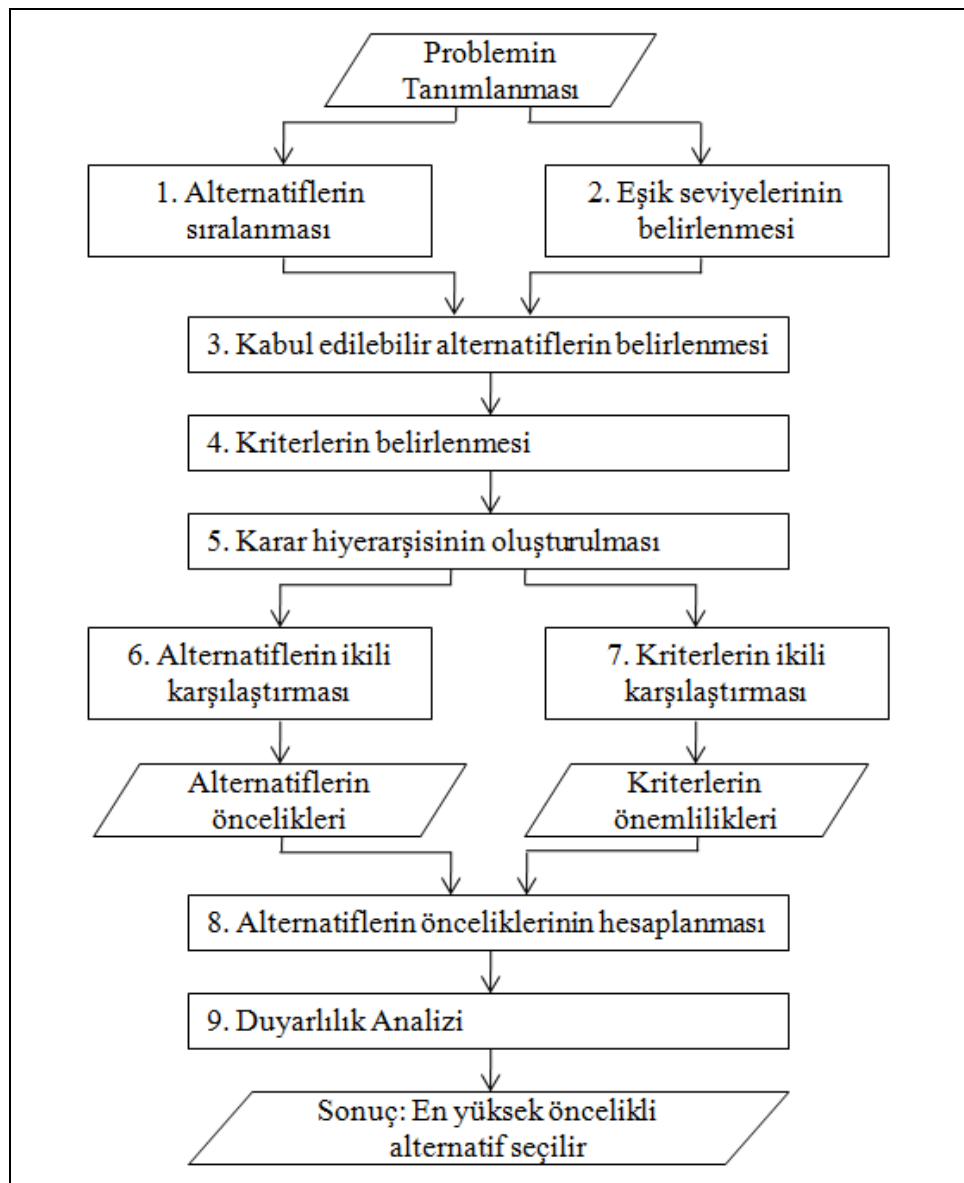 Problemin
Tanımlanması
1. Alternatiflerin
sıralanması
2. Eşik seviyelerinin
belirlenmesi
3. Kabul edilebilir alternatiflerin belirlenmesi
4. Kriterlerin belirlenmesi
5. Karar hiyerarşisinin oluşturulması
6. Alternatiflerin ikili
karşılaştırması
7. Kriterlerin ikili
karşılaştırması
Alternatiflerin
öncelikleri
Kriterlerin
önemlilikleri
8. Alternatiflerin önceliklerinin hesaplanması
9. Duyarlılık Analizi
Sonuç: En yüksek öncelikli
alternatif seçilir